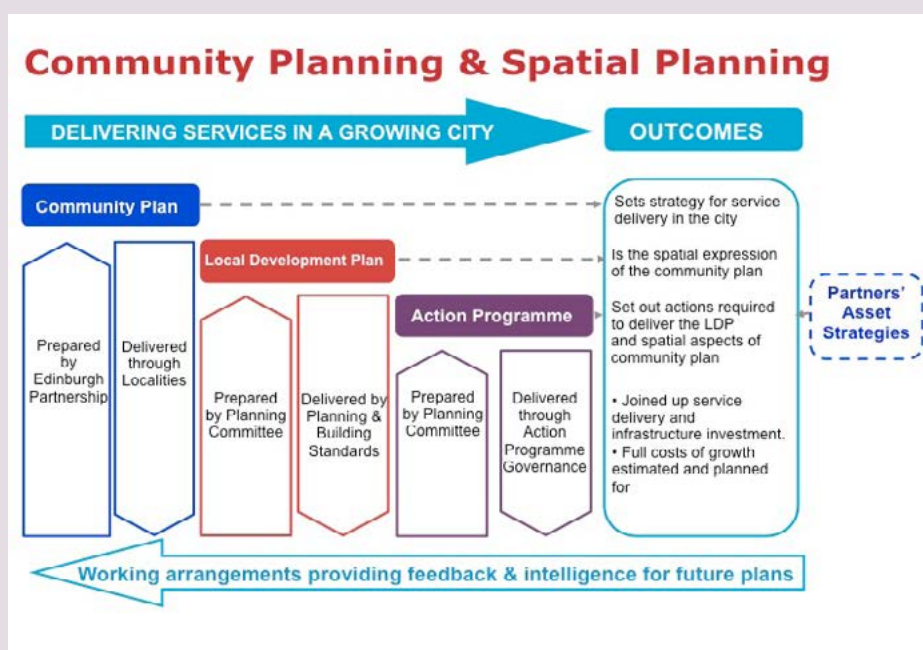 Community Planning & Spatial Planning
DELIVERING SERVICES IN A GROWING CITY
OUTCOMES
Community Plan
Prepared
by
Edinburgh
Partnership
Delivered
through
Localities
Local Development Plan
Prepared
by Planning
Committee
Delivered by
Planning &
Building
Standards
Action Programme
Prepared
by Planning
Committee
Delivered
through
Action
Programme
Governance
Sets strategy for service
delivery in the city
Is the spatial expression
of the community plan
Set out actions required
to deliver the LDP
and spatial aspects of
community plan
• Joined up service
delivery and
infrastructure investment.
• Full costs of growth
estimated and planned
for
Partners’
Asset
Strategies
Working arrangements providing feedback & intelligence for future plans